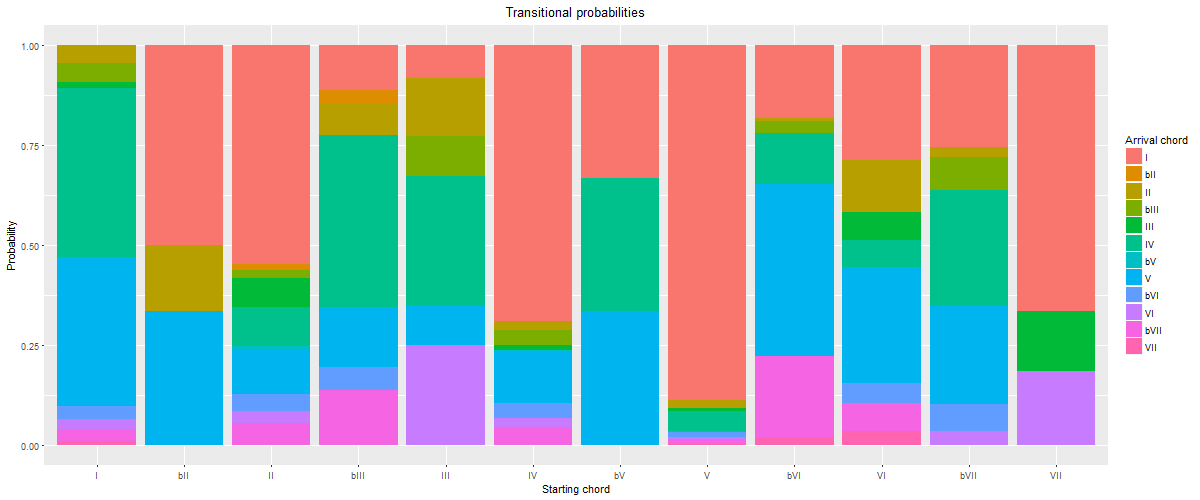 Transitional probabilities
Probability
1.00
0.75
0.50
0.25
0.00
I bII II bIII III IV bV V bVI VI bVII VII
Starting chord
Arrival chord
I
bII
II
bIII
III
IV
bV
V
bVI
VI
bVII
VII